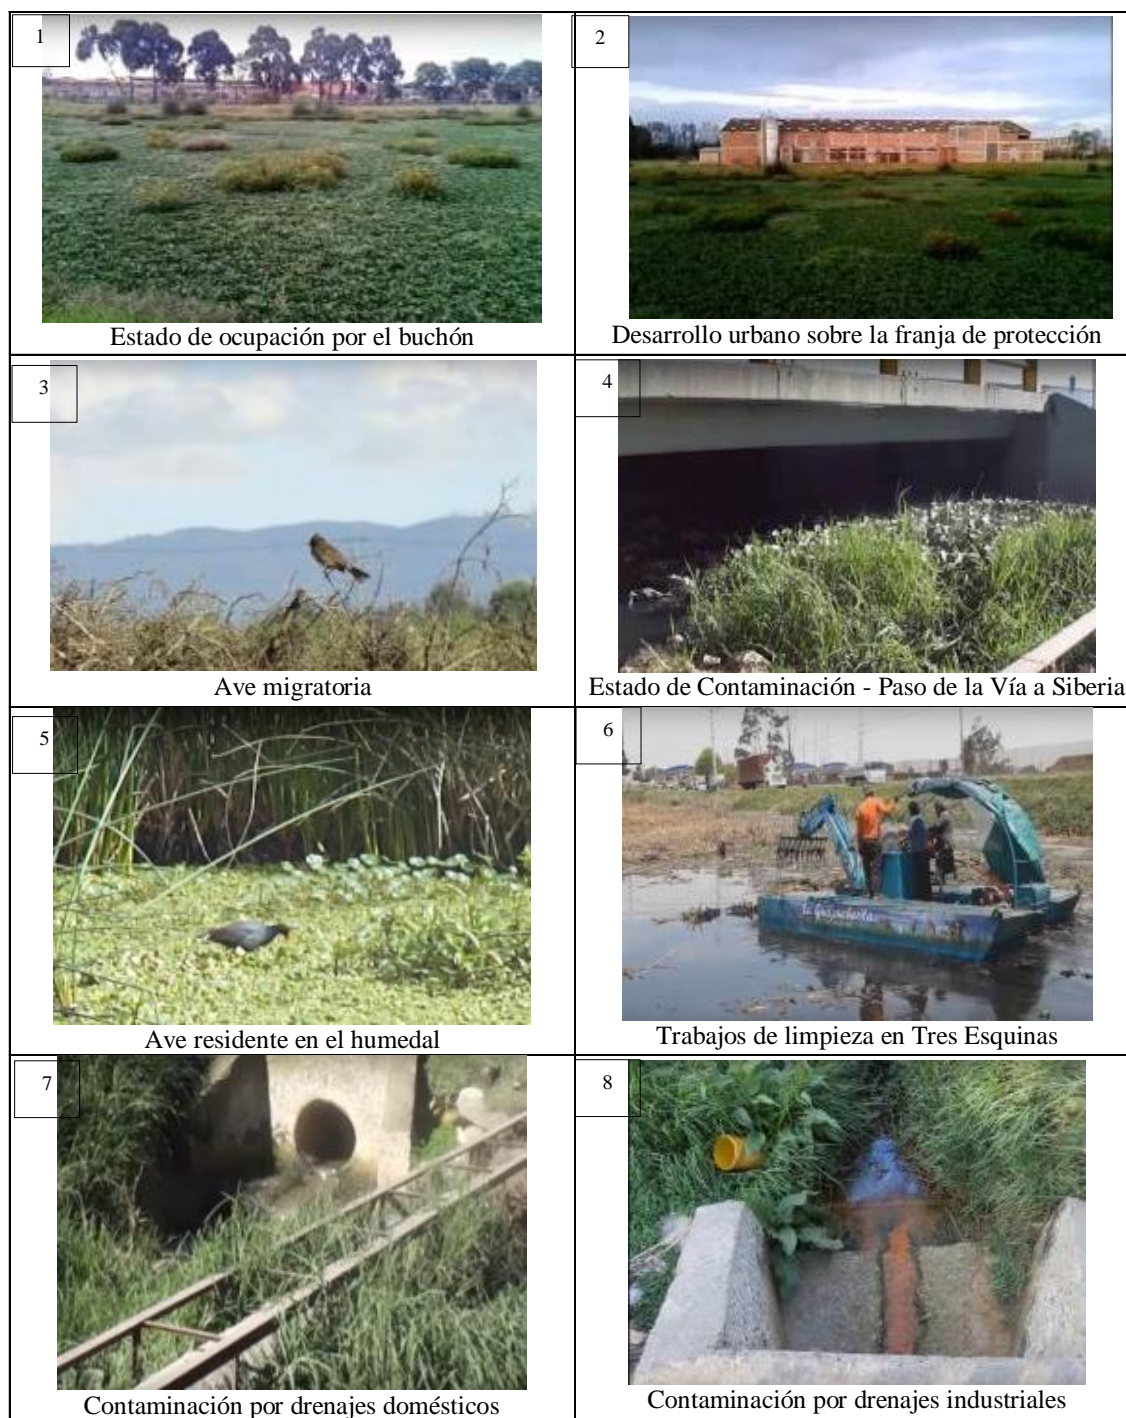 1
Estado de ocupación por el buchón
2
Desarrollo urbano sobre la franja de protección
3
Ave migratoria
4
Estado de Contaminación - Paso de la Vía a Siberia
5
Ave residente en el humedal
6
Trabajos de limpieza en Tres Esquinas
7
Contaminación por drenajes domésticos
8
Contaminación por drenajes industriales